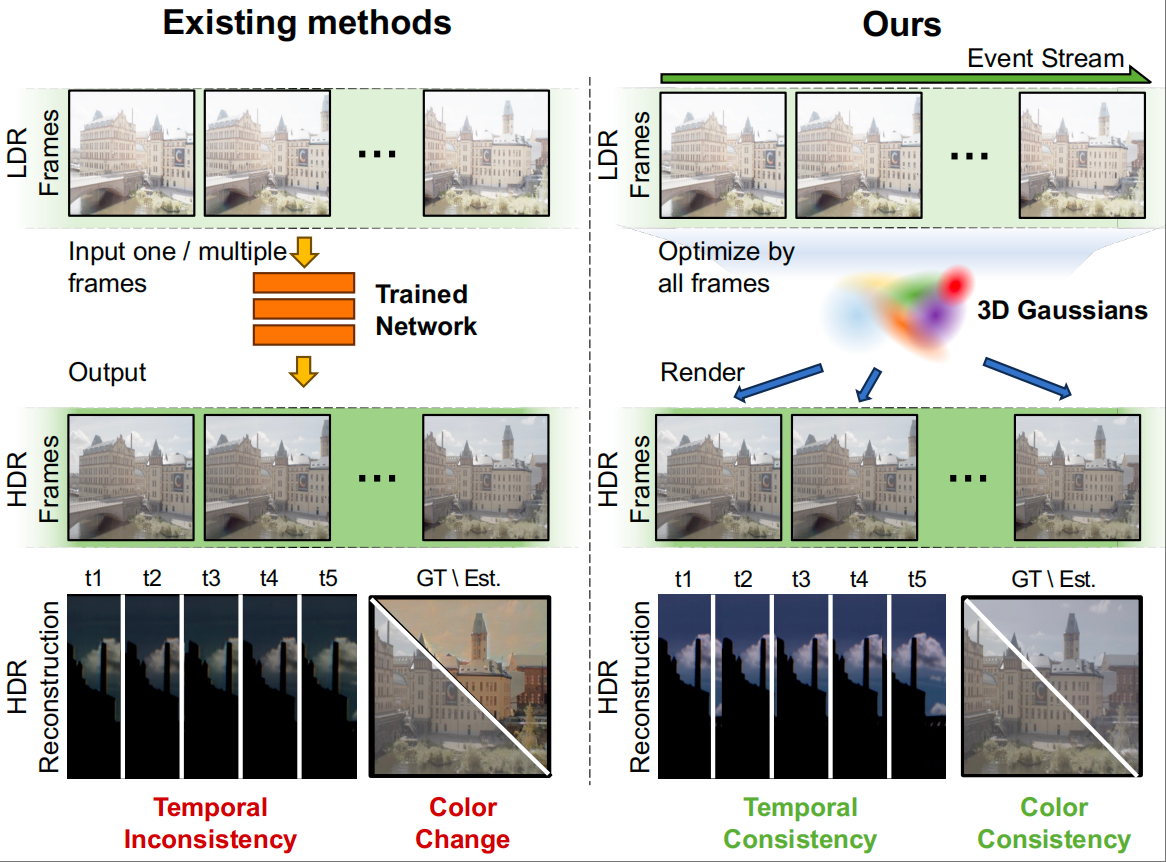 Existing methods
LDR
Frames
Input one / multiple
frames
Trained
Network
Output
HDR
Frames
t1 t2 t3 t4 t5
GT \ Est.
HDR
Reconstruction
Temporal
Inconsistency
Color
Change
Ours
Event Stream
LDR
Frames
Optimize by
all frames
3D Gaussians
Render
HDR
Frames
t1 t2 t3 t4 t5
GT \ Est.
HDR
Reconstruction
Temporal
Consistency
Color
Consistency